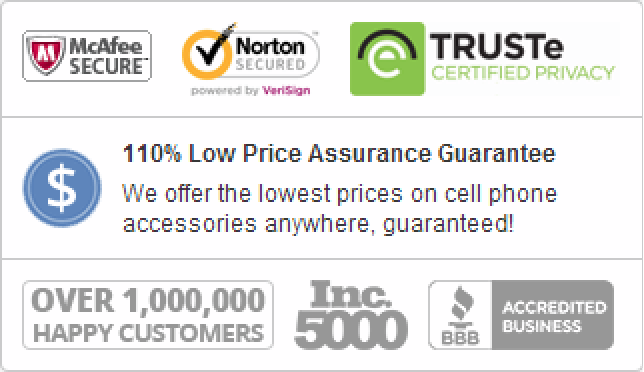 McAfee
SECURE™
Norton
SECURED
powered by VeriSign
TRUSTe
CERTIFIED PRIVACY
$
110% Low Price Assurance Guarantee
We offer the lowest prices on cell phone
accessories anywhere, guaranteed!
OVER 1,000,000
HAPPY CUSTOMERS
Inc.
5000
BBB
ACCREDITED
BUSINESS